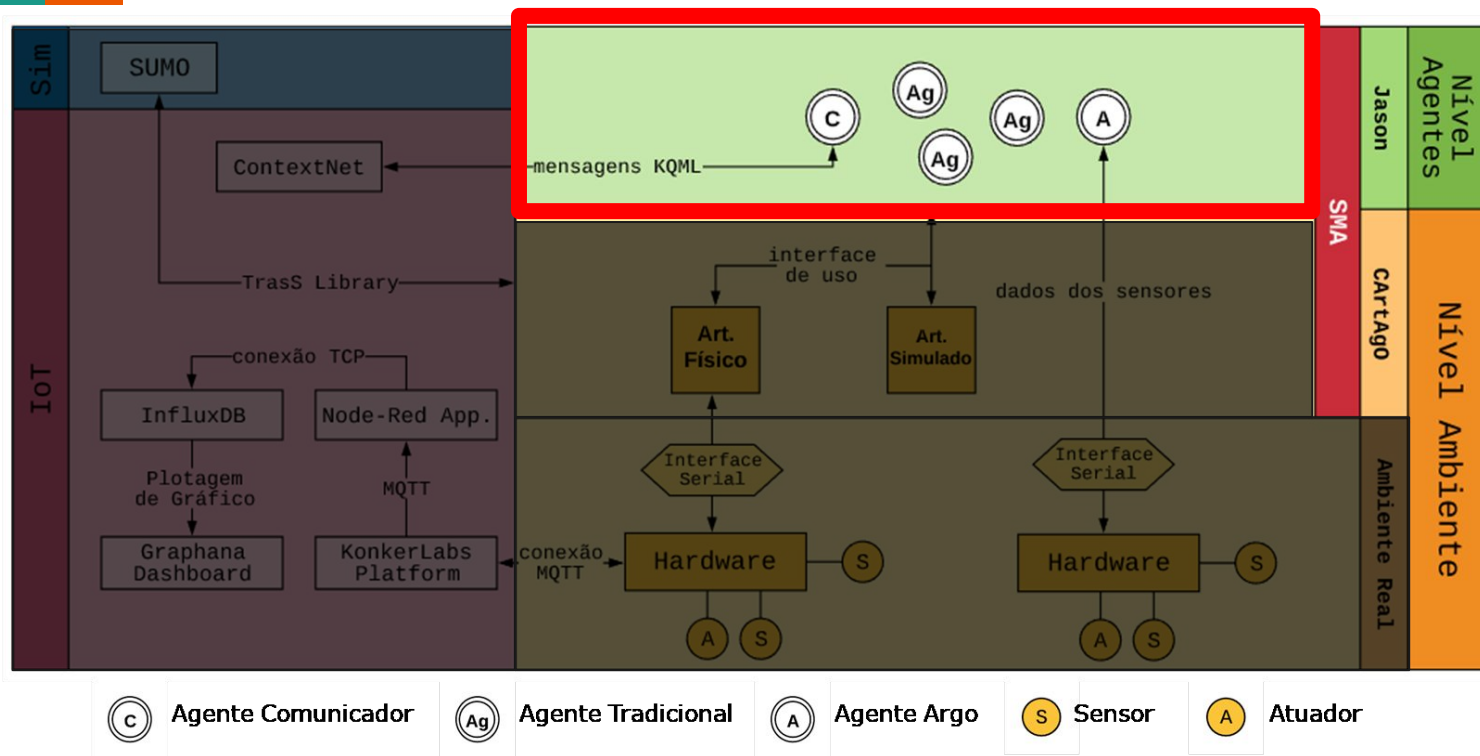 Sim
SUMO
C
Ag
Ag
Ag
A
Jason
Nível
Agentes
ContextNet
mensagens KQML
SMA
TrasS Library
interface
de uso
dados dos sensores
CArtAgO
Art.
Físico
Art.
Simulado
Nível Ambiente
IoT
conexão TCP
InfluxDB
Node-Red App.
Interface
Serial
Interface
Serial
Plotagem
de Gráfico
MQTT
Ambiente Real
Graphana
Dashboard
KonkerLabs
Platform
conexão
MQTT
Hardware
S
Hardware
S
A
S
A
S
C Agente Comunicador
Ag Agente Tradicional
A Agente Argo
S Sensor
A Atuador